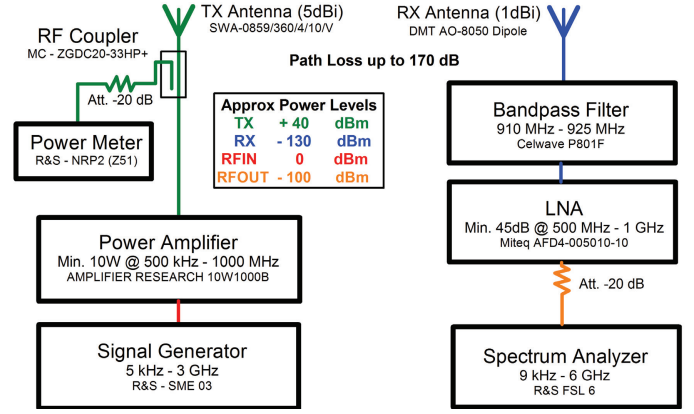 TX Antenna (5dBi)
SWA-0859/360/4/10/V
RX Antenna (1dBi)
DMT AO-8050 Dipole
RF Coupler
MC - ZGDC20-33HP+
Path Loss up to 170 dB
Att. -20 dB
Power Meter
R&S - NRP2 (Z51)
Approx Power Levels
TX + 40 dBm
RX - 130 dBm
RFIN 0 dBm
RFOUT - 100 dBm
Bandpass Filter
910 MHz - 925 MHz
Celwave P801F
LNA
Min. 45dB @ 500 MHz - 1 GHz
Miteq AFD4-005010-10
Power Amplifier
Min. 10W @ 500 kHz - 1000 MHz
AMPLIFIER RESEARCH 10W1000B
Att. -20 dB
Signal Generator
5 kHz - 3 GHz
R&S - SME 03
Spectrum Analyzer
9 kHz - 6 GHz
R&S FSL 6